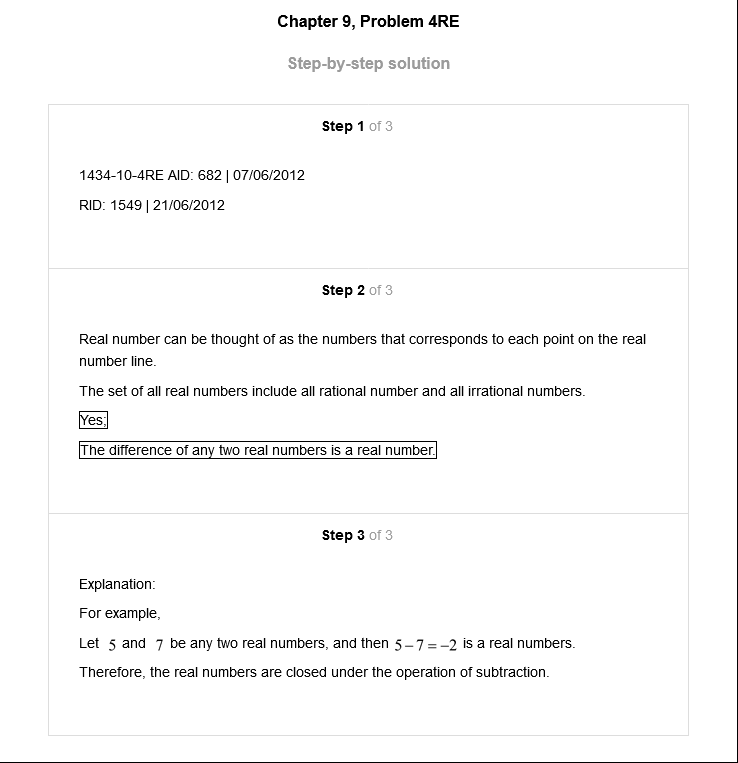 Chapter 9, Problem 4RE
Step-by-step solution
Step 1 of 3
1434-10-4RE AID: 682 | 07/06/2012
RID: 1549 | 21/06/2012
Step 2 of 3
Real number can be thought of as the numbers that corresponds to each point on the real
number line.
The set of all real numbers include all rational number and all irrational numbers.
Yes;
The difference of any two real numbers is a real number.
Step 3 of 3
Explanation:
For example,
Let 5 and 7 be any two real numbers, and then 5−7=−2 is a real numbers.
Therefore, the real numbers are closed under the operation of subtraction.